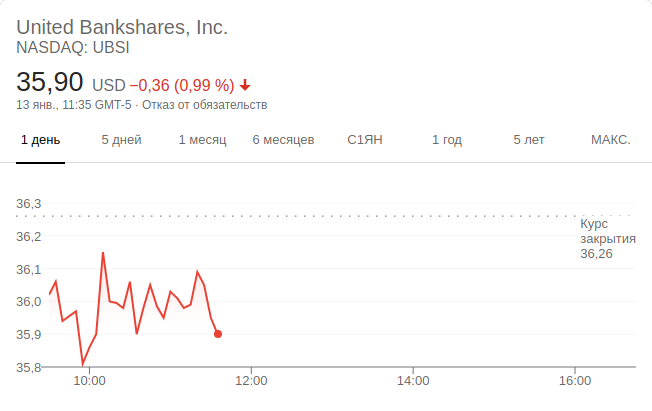 United Bankshares, Inc.
NASDAQ: UBSI
35,90 USD −0,36 (0,99 %)
13 янв., 11:35 GMT-5 · Отказ от обязательств
1 день 5 дней 1 месяц 6 месяцев С1ЯН 1 год 5 лет МАКС.
36,3
36,2
36,1
36,0
35,9
35,8
Курс
закрытия
36,26
10:00 12:00 14:00 16:00